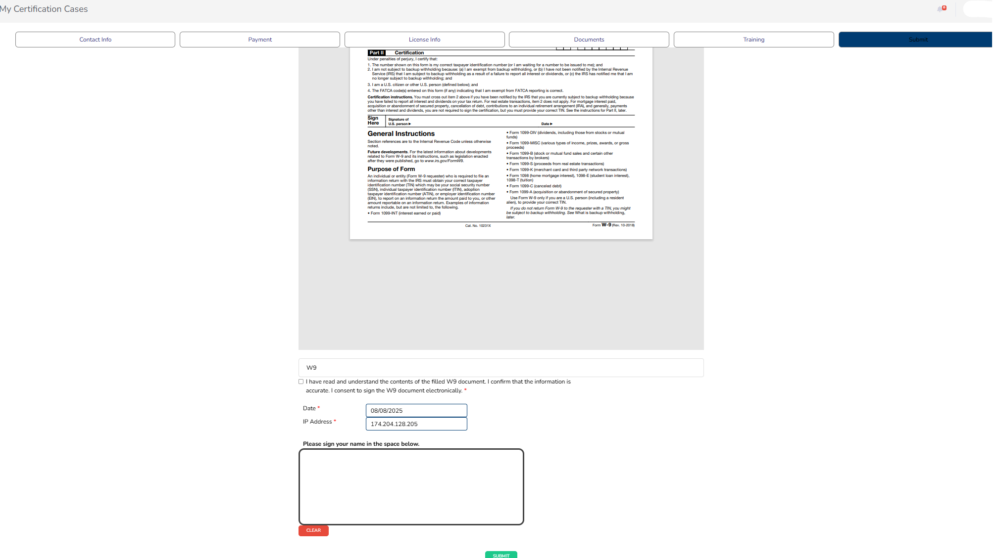 My Certification Cases
0
Contact Info
Payment
License Info
Documents
Training
Submit
Part II Certification
Under penalties of perjury, I certify that:
1. The number shown on this form is my correct taxpayer identification number (or I am waiting for a number to be issued to me); and
2. I am not subject to backup withholding because: (a) I am exempt from backup withholding, or (b) I have not been notified by the Internal Revenue
Service (IRS) that I am subject to backup withholding as a result of a failure to report all interest or dividends, or (c) the IRS has notified me that I am
no longer subject to backup withholding; and
3. I am a U.S. citizen or other U.S. person (defined below); and
4. The FATCA code(s) entered on this form (if any) indicating that I am exempt from FATCA reporting is correct.
Certification instructions. You must cross out item 2 above if you have been notified by the IRS that you are currently subject to backup withholding because
you have failed to report all interest and dividends on your tax return. For real estate transactions, item 2 does not apply. For mortgage interest paid,
acquisition or abandonment of secured property, cancellation of debt, contributions to an individual retirement arrangement (IRA), and generally, payments
other than interest and dividends, you are not required to sign the certification, but you must provide your correct TIN. See the instructions for Part II, later.
Sign
Here
Signature of
U.S. person ▶
Date ▶
General Instructions
Section references are to the Internal Revenue Code unless otherwise
noted.
Future developments. For the latest information about developments
related to Form W-9 and its instructions, such as legislation enacted
after they were published, go to www.irs.gov/FormW9.
Purpose of Form
An individual or entity (Form W-9 requester) who is required to file an
information return with the IRS must obtain your correct taxpayer
identification number (TIN) which may be your social security number
(SSN), individual taxpayer identification number (ITIN), adoption
taxpayer identification number (ATIN), or employer identification number
(EIN), to report on an information return the amount paid to you, or other
amount reportable on an information return. Examples of information
returns include, but are not limited to, the following.
• Form 1099-INT (interest earned or paid)
• Form 1099-DIV (dividends, including those from stocks or mutual
funds)
• Form 1099-MISC (various types of income, prizes, awards, or gross
proceeds)
• Form 1099-B (stock or mutual fund sales and certain other
transactions by brokers)
• Form 1099-S (proceeds from real estate transactions)
• Form 1099-K (merchant card and third party network transactions)
• Form 1098 (home mortgage interest), 1098-E (student loan interest),
1098-T (tuition)
• Form 1099-C (canceled debt)
• Form 1099-A (acquisition or abandonment of secured property)
Use Form W-9 only if you are a U.S. person (including a resident
alien), to provide your correct TIN.
If you do not return Form W-9 to the requester with a TIN, you might
be subject to backup withholding. See What is backup withholding,
later.
Cat. No. 10231X
Form W-9 (Rev. 10-2018)
W9
I have read and understand the contents of the filled W9 document. I confirm that the information is
accurate. I consent to sign the W9 document electronically. *
Date *
08/08/2025
IP Address *
174.204.128.205
Please sign your name in the space below.
CLEAR
SUBMIT